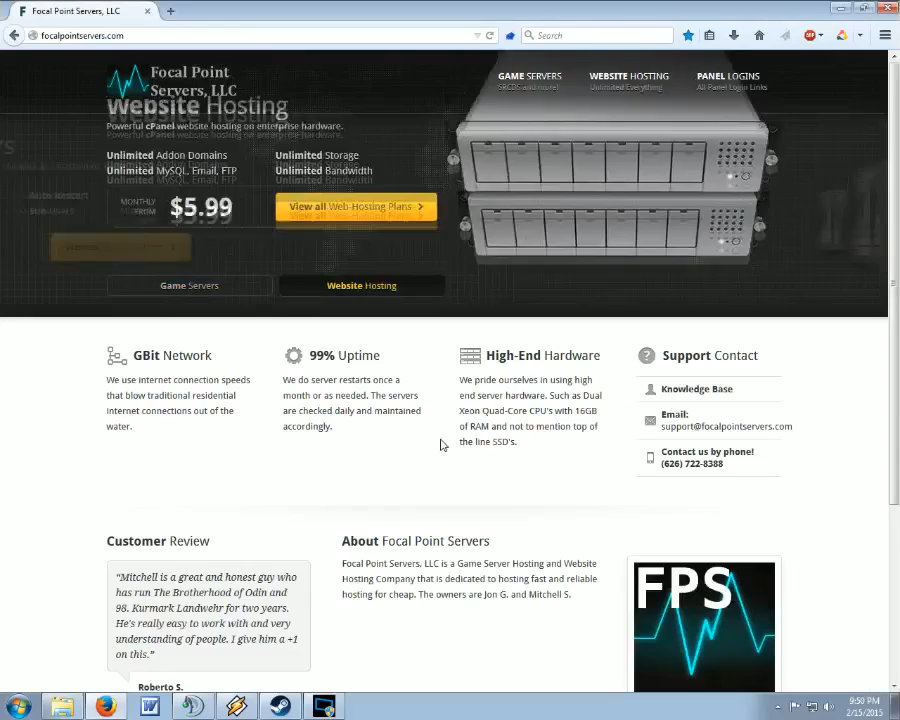 Focal Point Servers, LLC
focalpointservers.com
Search
Focal Point
Servers, LLC
GAME SERVERS
SRCDS and more!
WEBSITE HOSTING
Unlimited Everything
PANEL LOGINS
All Panel Login Links
Website Hosting
Powerful cPanel website hosting on enterprise hardware.
Unlimited Addon Domains
Unlimited Storage
Unlimited MySQL, Email, FTP
Unlimited Bandwidth
Auto-Restart
Sub-Users
MONTHLY FROM
$5.99
View all Web-Hosting Plans
Game Servers
Website Hosting
GBit Network
We use internet connection speeds
that blow traditional residential
internet connections out of the
water.
99% Uptime
We do server restarts once a
month or as needed. The servers
are checked daily and maintained
accordingly.
High-End Hardware
We pride ourselves in using high
end server hardware. Such as Dual
Xeon Quad-Core CPU's with 16GB
of RAM and not to mention top of
the line SSD's.
Support Contact
Knowledge Base
Email:
support@focalpointservers.com
Contact us by phone!
(626) 722-8388
Customer Review
“Mitchell is a great and honest guy who
has run The Brotherhood of Odin and
98. Kurmark Landwehr for two years.
He's really easy to work with and very
understanding of people. I give him a +1
on this.”
Roberto S.
About Focal Point Servers
Focal Point Servers, LLC is a Game Server Hosting and Website
Hosting Company that is dedicated to hosting fast and reliable
hosting for cheap. The owners are Jon G. and Mitchell S.
FPS
9:50 PM
2/15/2015